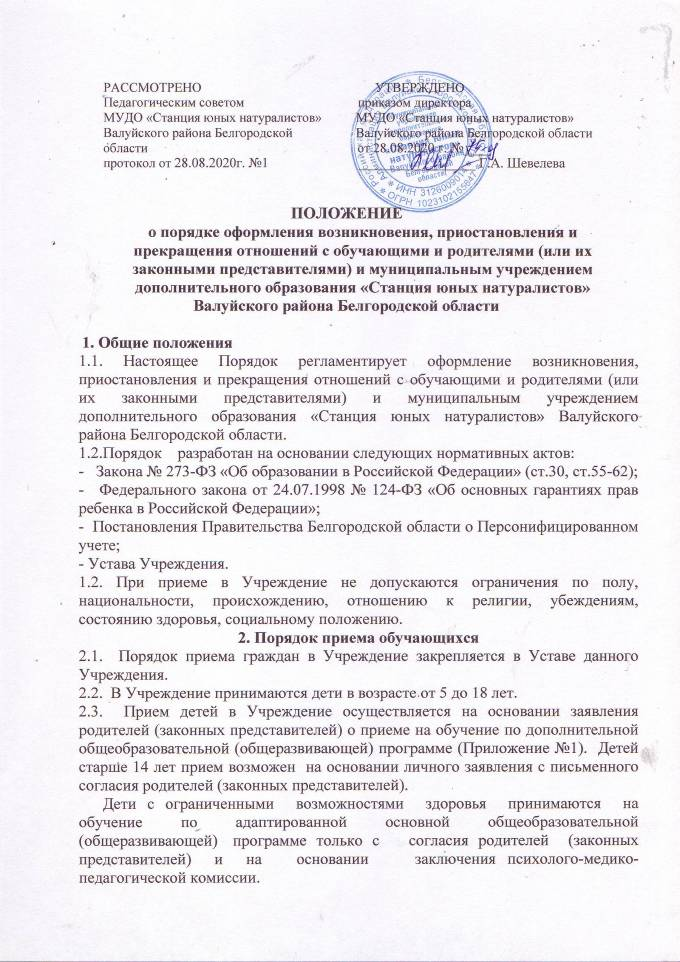 РАССМОТРЕНО
Педагогическим советом
МУДО «Станция юных натуралистов»
Валуйского района Белгородской
области
протокол от 28.08.2020г. №1
УТВЕРЖДЕНО
приказом директора
МУДО «Станция юных натуралистов»
Валуйского района Белгородской области
от 28.08.2020 г. №
Г.А. Шевелева
ПОЛОЖЕНИЕ
о порядке оформления возникновения, приостановления и
прекращения отношений с обучающими и родителями (или их
законными представителями) и муниципальным учреждением
дополнительного образования «Станция юных натуралистов»
Валуйского района Белгородской области
1. Общие положения
1.1. Настоящее Порядок регламентирует оформление возникновения,
приостановления и прекращения отношений с обучающими и родителями (или
их законными представителями) и муниципальным учреждением
дополнительного образования «Станция юных натуралистов» Валуйского
района Белгородской области.
1.2.Порядок разработан на основании следующих нормативных актов:
- Закона № 273-ФЗ «Об образовании в Российской Федерации» (ст.30, ст.55-62);
- Федерального закона от 24.07.1998 № 124-ФЗ «Об основных гарантиях прав
ребенка в Российской Федерации»;
- Постановления Правительства Белгородской области о Персонифицированном
учете;
- Устава Учреждения.
1.2. При приеме в Учреждение не допускаются ограничения по полу,
национальности, происхождению, отношению к религии, убеждениям,
состоянию здоровья, социальному положению.
2. Порядок приема обучающихся
2.1. Порядок приема граждан в Учреждение закрепляется в Уставе данного
Учреждения.
2.2. В Учреждение принимаются дети в возрасте от 5 до 18 лет.
2.3. Прием детей в Учреждение осуществляется на основании заявления
родителей (законных представителей) о приеме на обучение по дополнительной
общеобразовательной (общеразвивающей) программе (Приложение №1). Детей
старше 14 лет прием возможен на основании личного заявления с письменного
согласия родителей (законных представителей).
Дети с ограниченными возможностями здоровья принимаются на
обучение по адаптированной основной общеобразовательной
(общеразвивающей) программе только с согласия родителей (законных
представителей) и на основании заключения психолого-медико-
педагогической комиссии.